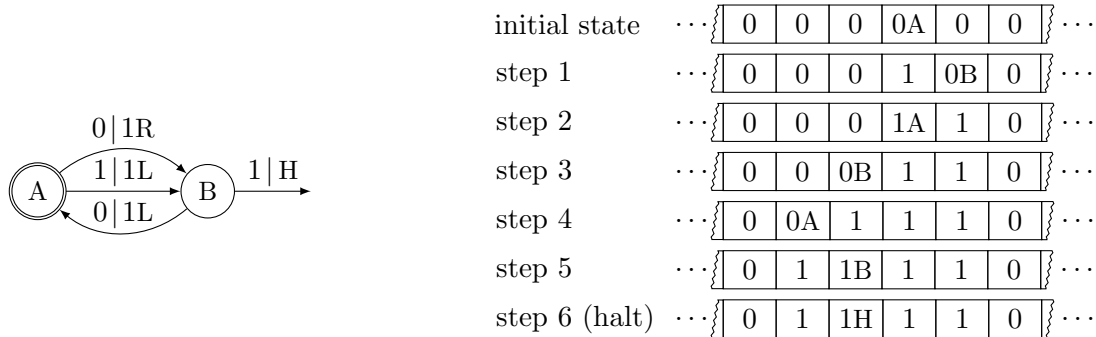 0|1R
1|1L
0|1L
A
B
1|H
initial state ··· 0 0 0 0A 0 0 ···
step 1 ··· 0 0 0 1 0B 0 ···
step 2 ··· 0 0 0 1A 1 0 ···
step 3 ··· 0 0 0B 1 1 0 ···
step 4 ··· 0 0A 1 1 1 0 ···
step 5 ··· 0 1 1B 1 1 0 ···
step 6 (halt) ··· 0 1 1H 1 1 0 ···